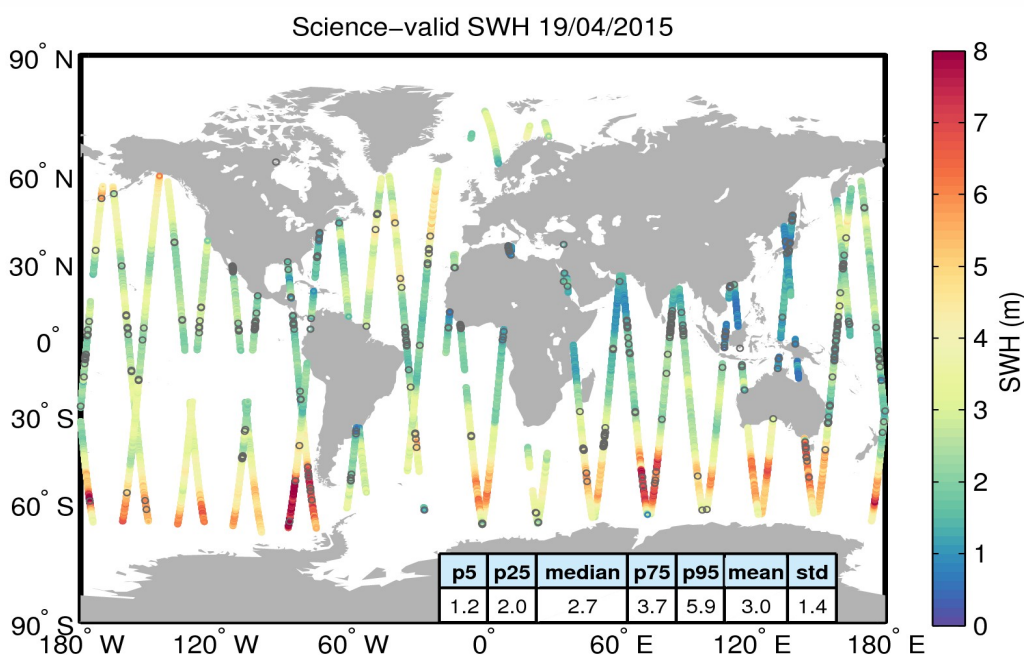 Science−valid SWH 19/04/2015
90° N
60° N
30° N
0°
30° S
60° S
90° S
180° W
120° W
60° W
0°
60° E
120° E
180° E
8
7
6
5
4
3
2
1
0
SWH (m)
p5 p25 median p75 p95 mean std
1.2 2.0 2.7 3.7 5.9 3.0 1.4